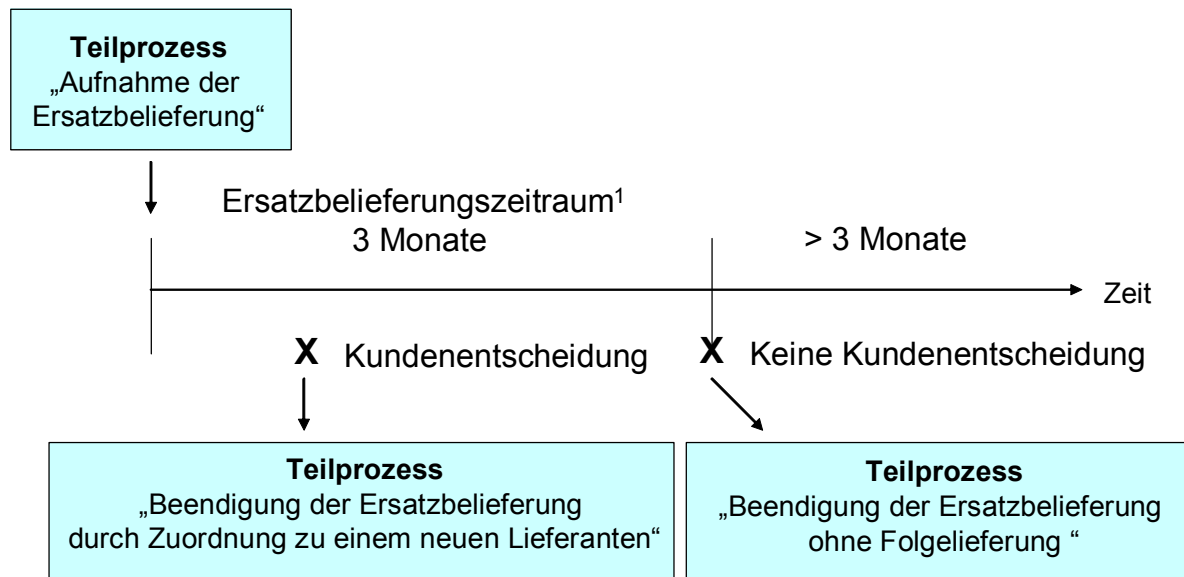 Teilprozess
„Aufnahme der
Ersatzbelieferung“
Ersatzbelieferungszeitraum¹
3 Monate
> 3 Monate
Zeit
X Kundenentscheidung
X Keine Kundenentscheidung
Teilprozess
„Beendigung der Ersatzbelieferung
durch Zuordnung zu einem neuen Lieferanten“
Teilprozess
„Beendigung der Ersatzbelieferung
ohne Folgelieferung “